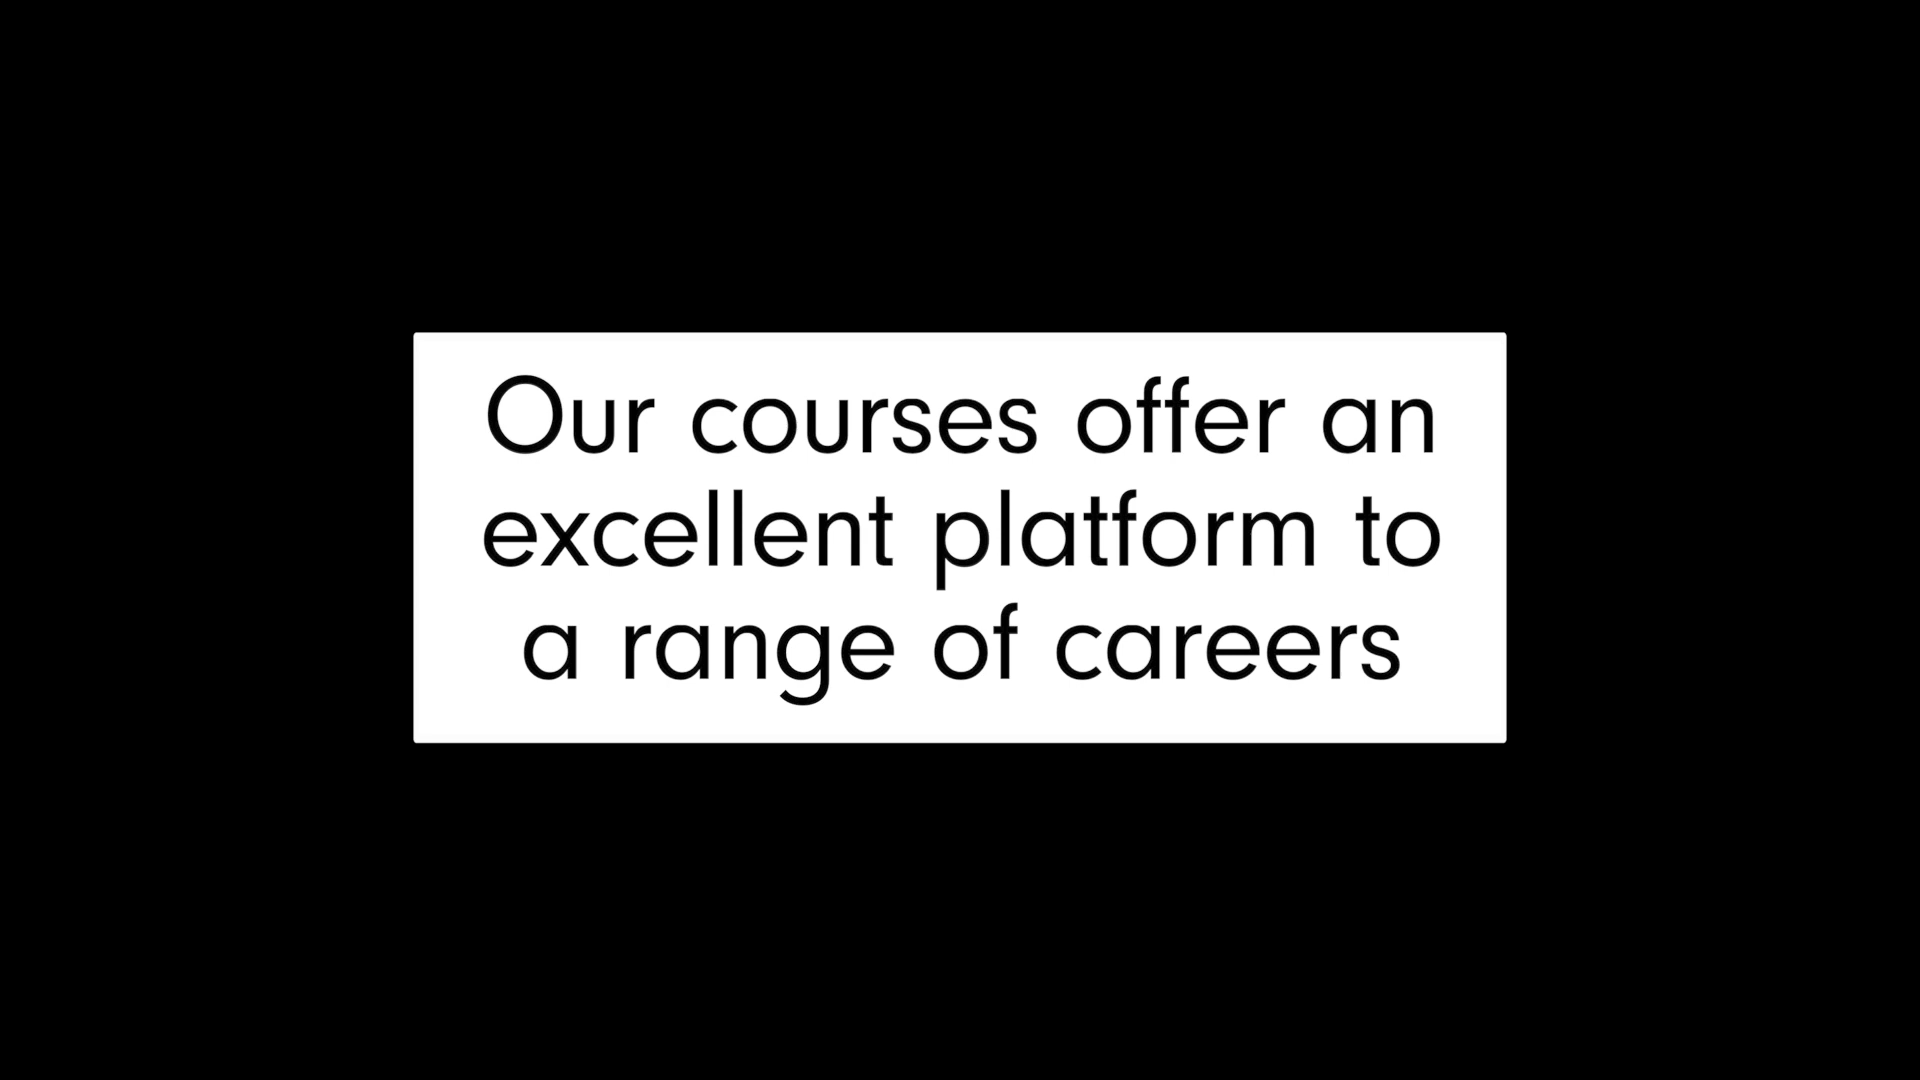 Our courses offer an
excellent platform to
a range of careers